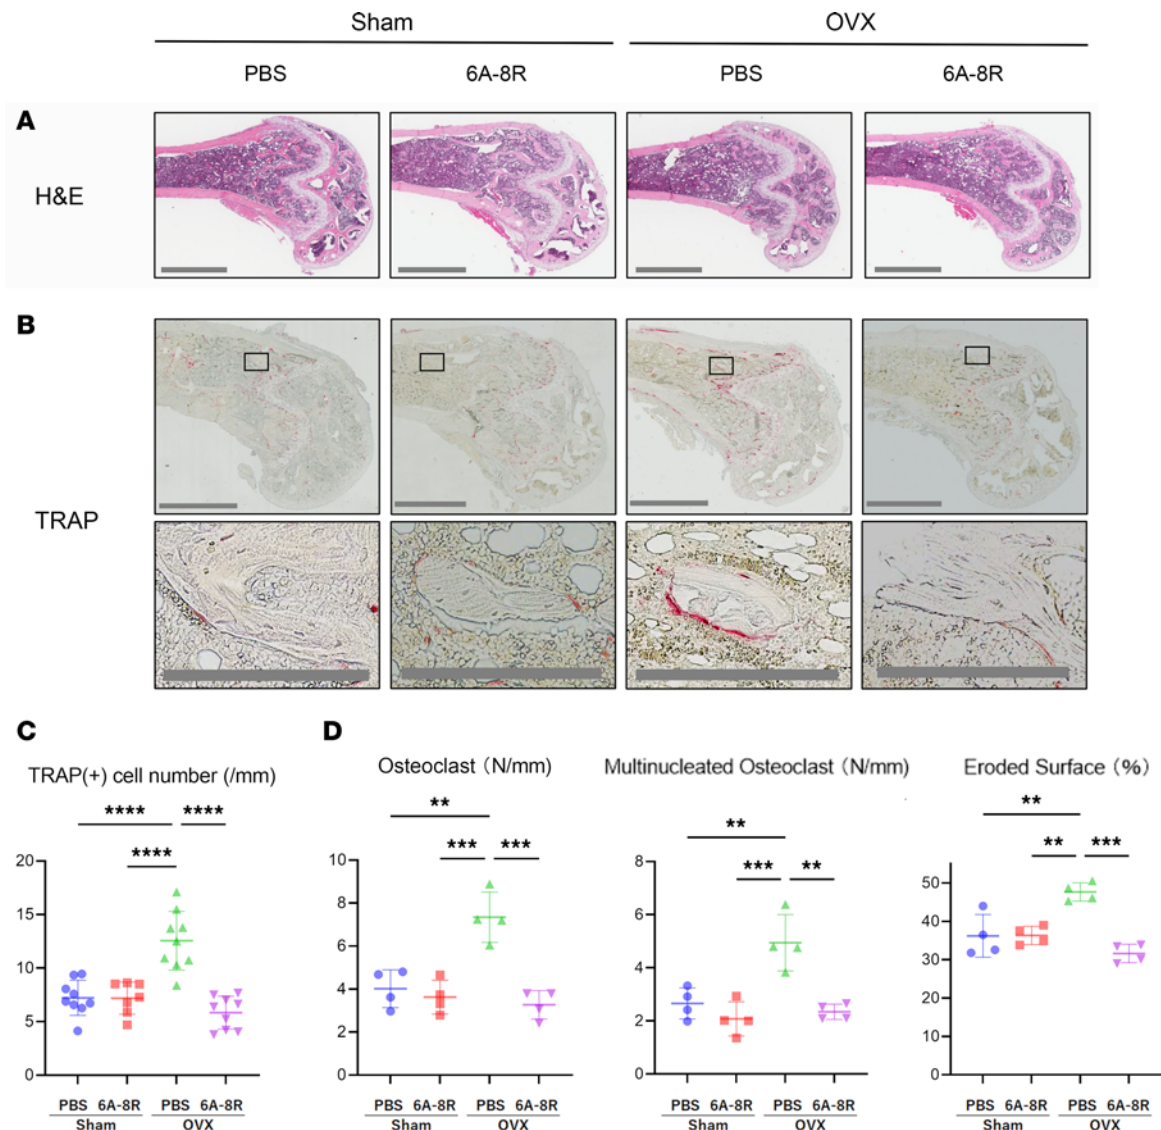 Sham OVX
PBS 6A-8R PBS 6A-8R
A
H&E
B
TRAP
C
TRAP(+) cell number (/mm)
**** ****
****
20
15
10
5
0
PBS 6A-8R PBS 6A-8R
Sham OVX
D
Osteoclast (N/mm)
**
*** ***
10
8
6
4
2
0
PBS 6A-8R PBS 6A-8R
Sham OVX
Multinucleated Osteoclast (N/mm)
**
*** **
8
6
4
2
0
PBS 6A-8R PBS 6A-8R
Sham OVX
Eroded Surface (%)
**
** ***
50
40
30
20
10
0
PBS 6A-8R PBS 6A-8R
Sham OVX